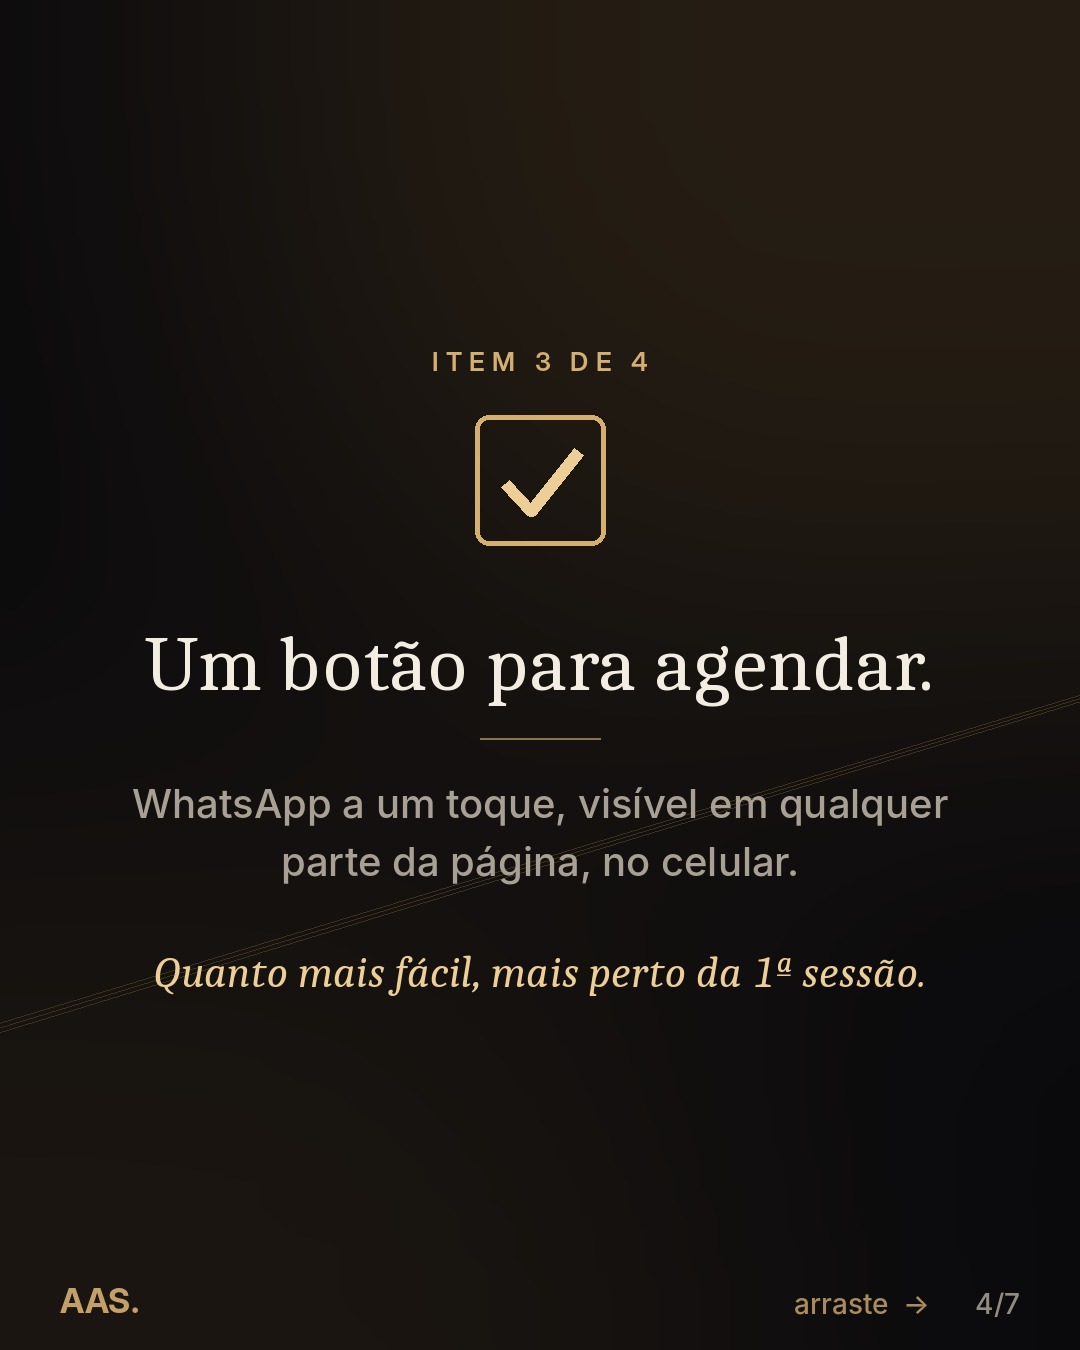 ITEM 3 DE 4
Um botão para agendar.
WhatsApp a um toque, visível em qualquer
parte da página, no celular.
Quanto mais fácil, mais perto da 1ª sessão.
AAS.
arraste → 4/7